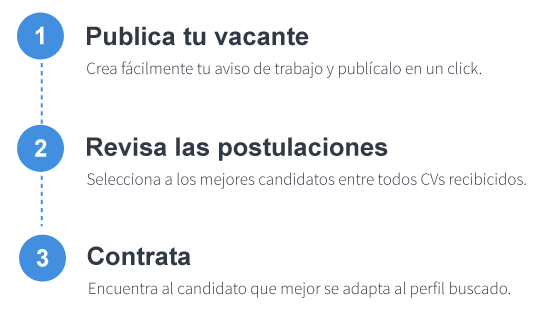 1 Publica tu vacante
Crea fácilmente tu aviso de trabajo y publícalo en un click.
2 Revisa las postulaciones
Selecciona a los mejores candidatos entre todos CVs recibicidos.
3 Contrata
Encuentra al candidato que mejor se adapta al perfil buscado.